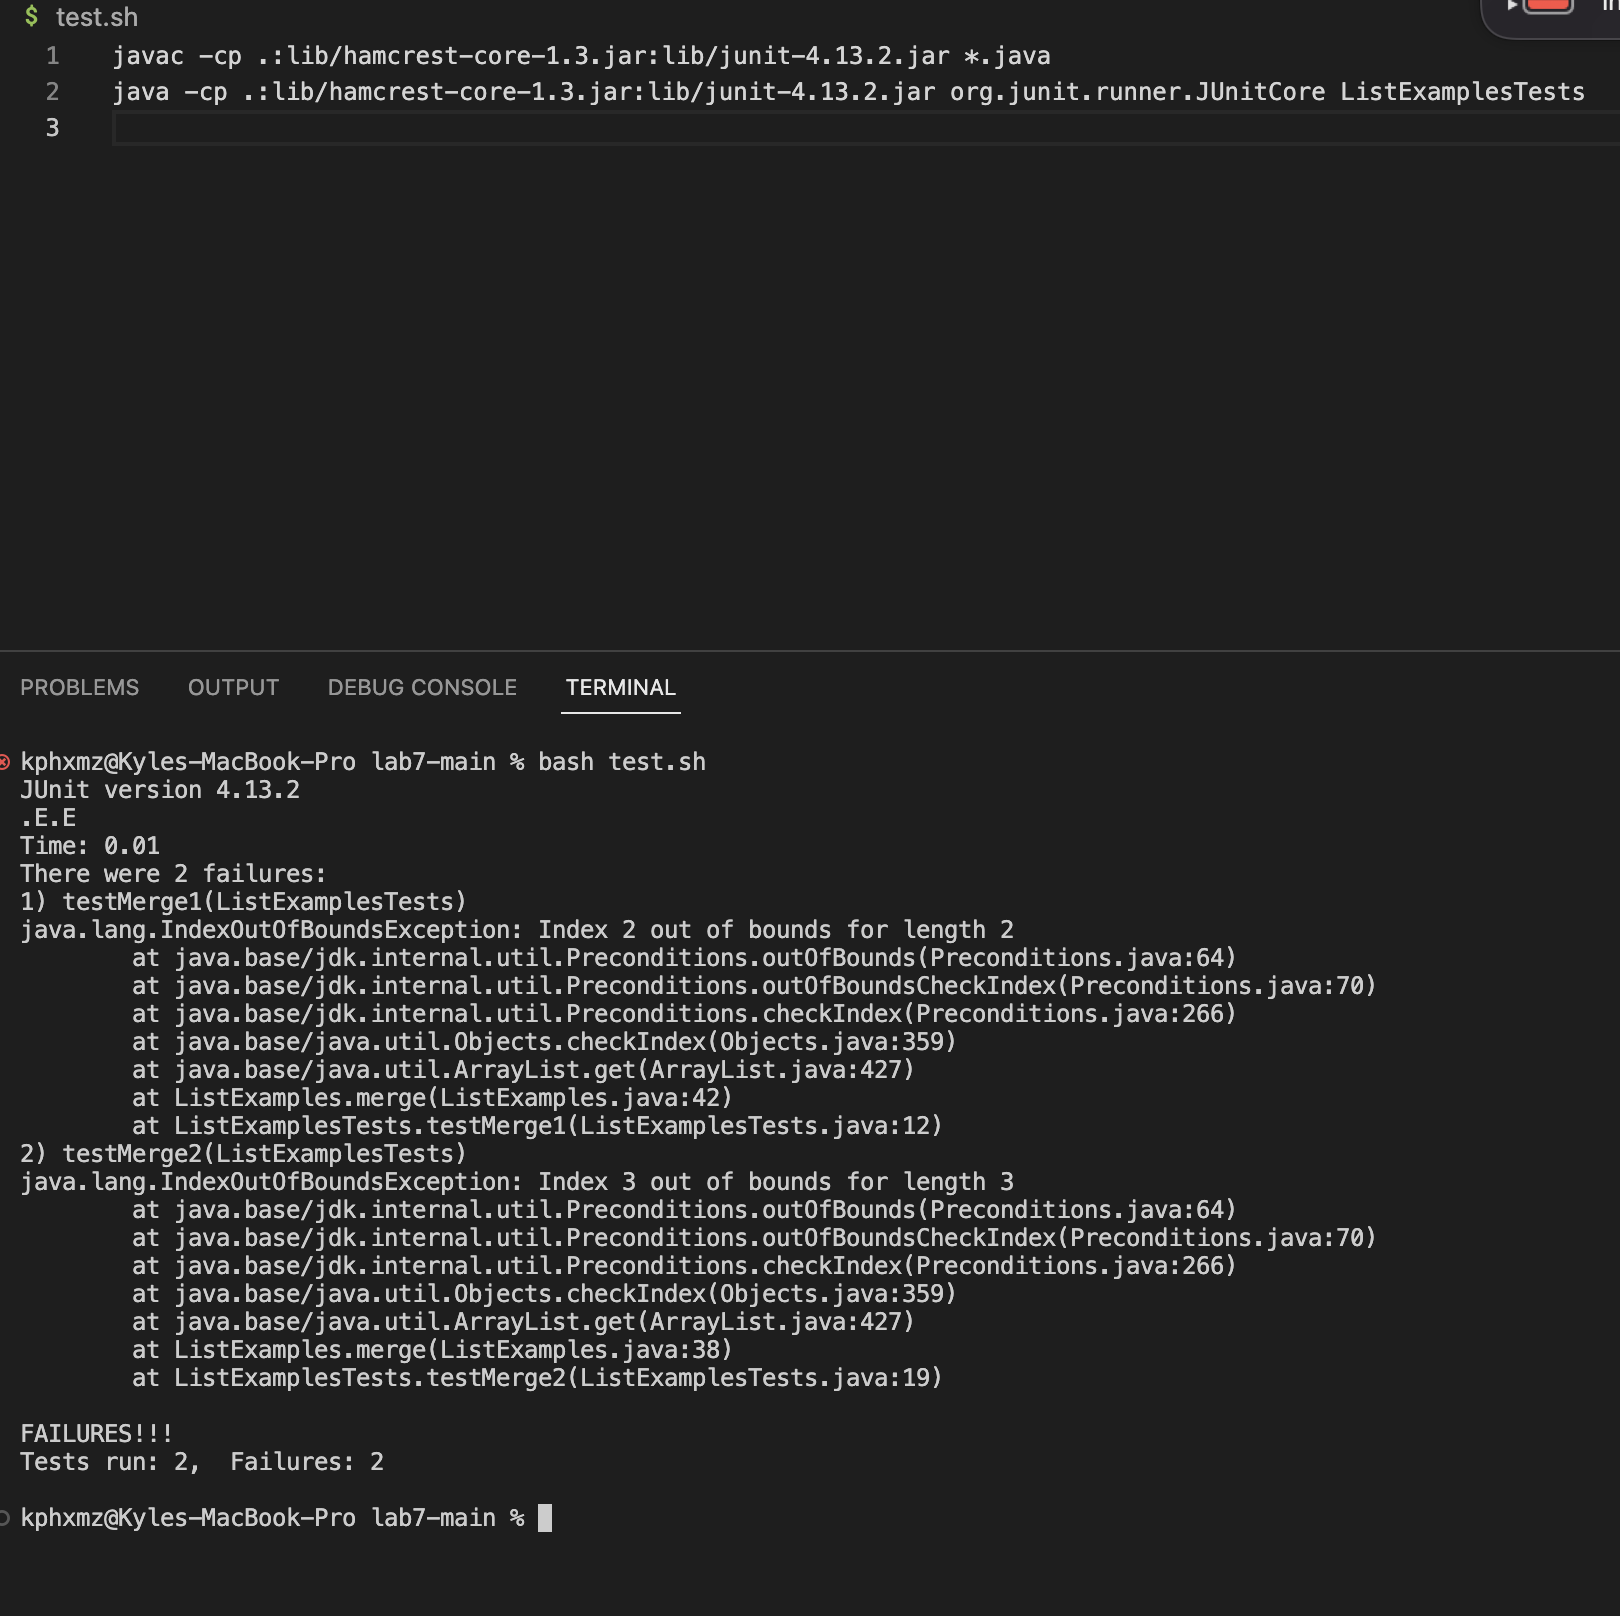 $ test.sh
1 javac -cp .:lib/hamcrest-core-1.3.jar:lib/junit-4.13.2.jar *.java
2 java -cp .:lib/hamcrest-core-1.3.jar:lib/junit-4.13.2.jar org.junit.runner.JUnitCore ListExamplesTests
3
PROBLEMS OUTPUT DEBUG CONSOLE TERMINAL
kphxmz@Kyles-MacBook-Pro lab7-main % bash test.sh
JUnit version 4.13.2
.E.E
Time: 0.01
There were 2 failures:
1) testMerge1(ListExamplesTests)
java.lang.IndexOutOfBoundsException: Index 2 out of bounds for length 2
        at java.base/jdk.internal.util.Preconditions.outOfBounds(Preconditions.java:64)
        at java.base/jdk.internal.util.Preconditions.outOfBoundsCheckIndex(Preconditions.java:70)
        at java.base/jdk.internal.util.Preconditions.checkIndex(Preconditions.java:266)
        at java.base/java.util.Objects.checkIndex(Objects.java:359)
        at java.base/java.util.ArrayList.get(ArrayList.java:427)
        at ListExamples.merge(ListExamples.java:42)
        at ListExamplesTests.testMerge1(ListExamplesTests.java:12)
2) testMerge2(ListExamplesTests)
java.lang.IndexOutOfBoundsException: Index 3 out of bounds for length 3
        at java.base/jdk.internal.util.Preconditions.outOfBounds(Preconditions.java:64)
        at java.base/jdk.internal.util.Preconditions.outOfBoundsCheckIndex(Preconditions.java:70)
        at java.base/jdk.internal.util.Preconditions.checkIndex(Preconditions.java:266)
        at java.base/java.util.Objects.checkIndex(Objects.java:359)
        at java.base/java.util.ArrayList.get(ArrayList.java:427)
        at ListExamples.merge(ListExamples.java:38)
        at ListExamplesTests.testMerge2(ListExamplesTests.java:19)
FAILURES!!!
Tests run: 2,  Failures: 2
kphxmz@Kyles-MacBook-Pro lab7-main %